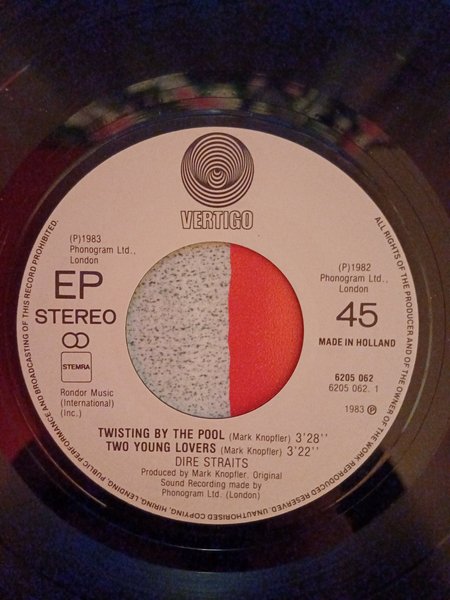 VERTIGO
(P)1983
Phonogram Ltd.,
London
EP
STEREO
STEMRA
Rondor Music
(International)
(Inc.)
(P)1982
Phonogram Ltd.,
London
45
MADE IN HOLLAND
6205 062
6205 062.1
1983 Ⓟ
TWISTING BY THE POOL (Mark Knopfler) 3'28''
TWO YOUNG LOVERS (Mark Knopfler) 3'22''
DIRE STRAITS
Produced by Mark Knopfler. Original
Sound Recording made by
Phonogram Ltd. (London)
ALL RIGHTS OF THE PRODUCER AND OF THE OWNER OF THE WORK REPRODUCED RESERVED. UNAUTHORISED COPYING, HIRING, LENDING, PUBLIC PERFORMANCE AND BROADCASTING OF THIS RECORD PROHIBITED.